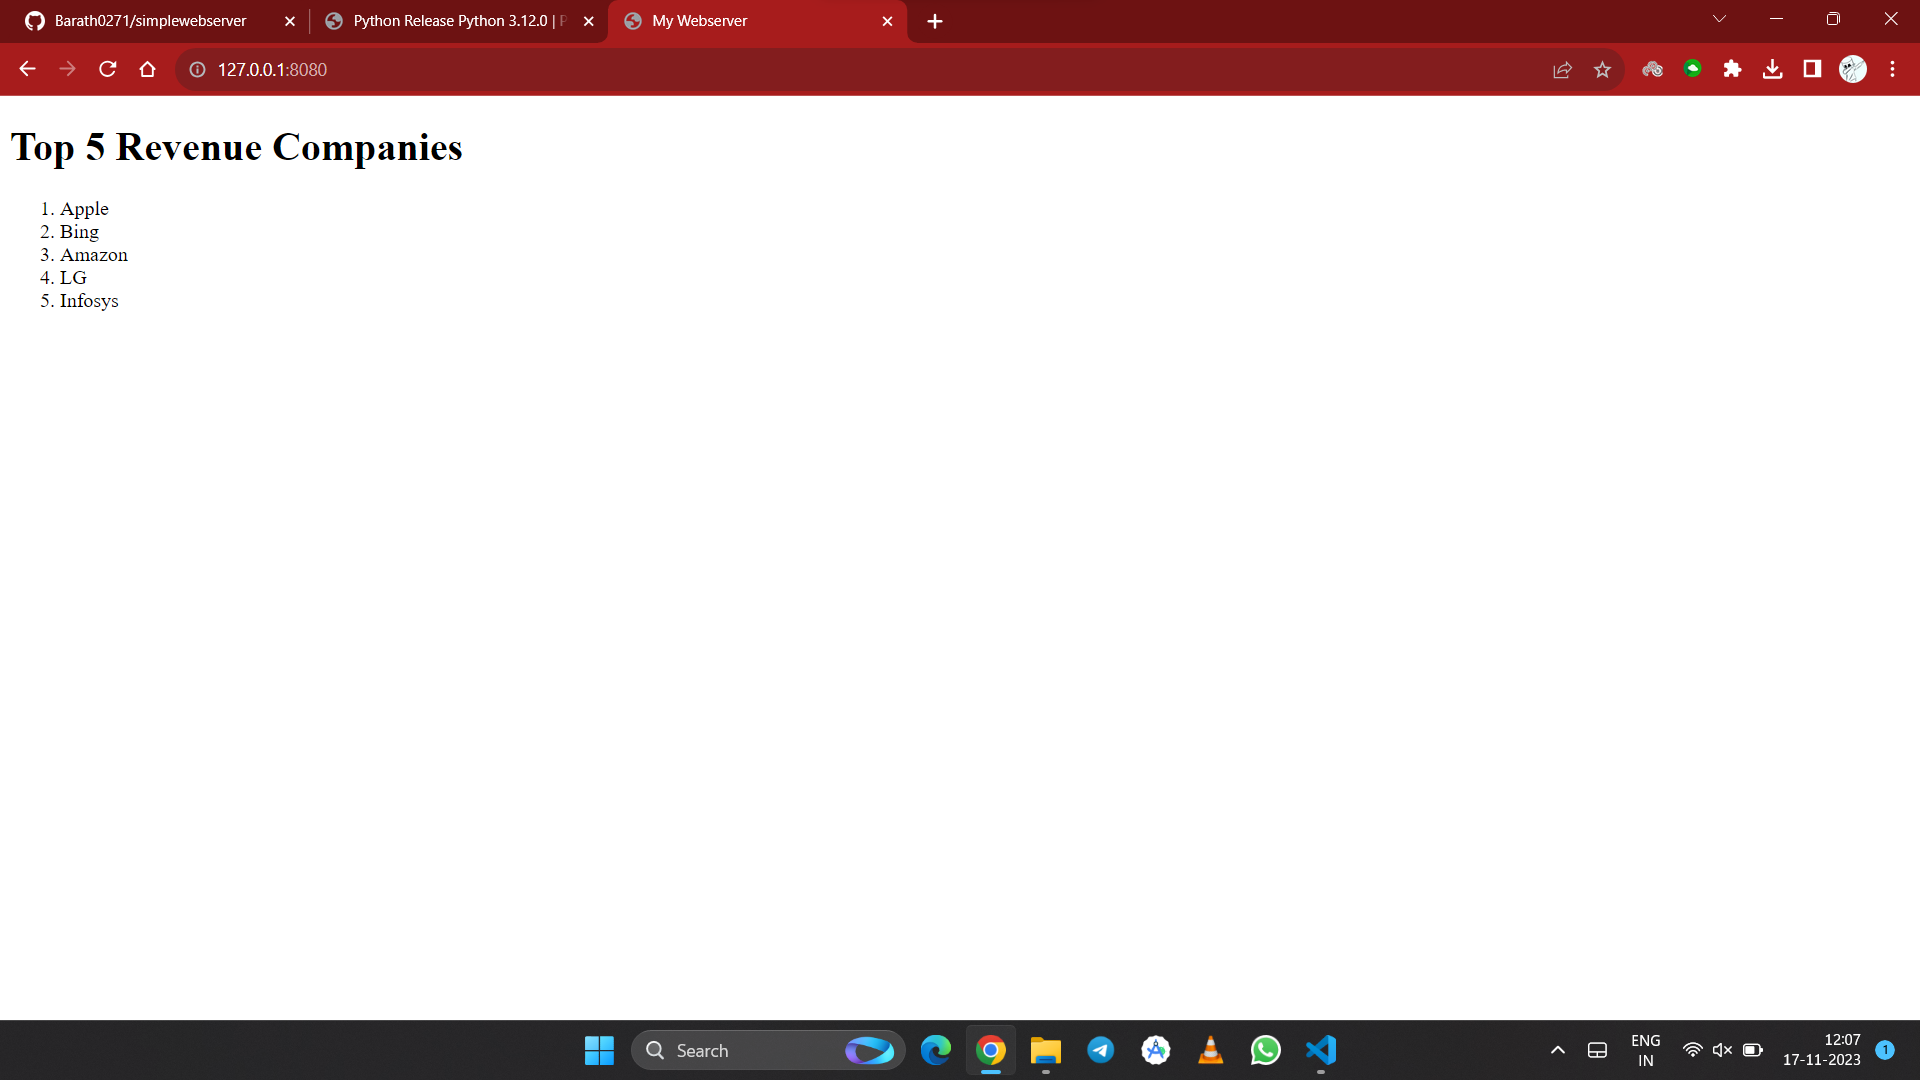 Barath0271/simplewebserver
Python Release Python 3.12.0 | P
My Webserver
127.0.0.1:8080
Top 5 Revenue Companies
1. Apple
2. Bing
3. Amazon
4. LG
5. Infosys
Search
ENG
IN
12:07
17-11-2023
1